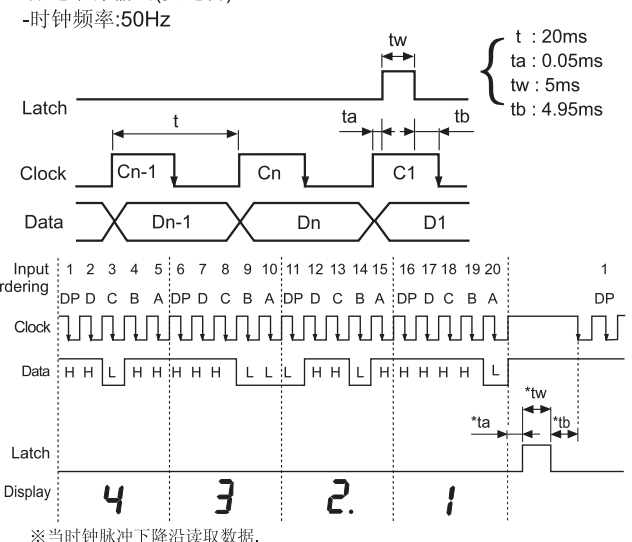 -时钟频率:50Hz
tw
t : 20ms
ta : 0.05ms
tw : 5ms
tb : 4.95ms
Latch
t
ta
tb
Clock Cn-1 Cn C1
Data Dn-1 Dn D1
Input 1 2 3 4 5 6 7 8 9 10 11 12 13 14 15 16 17 18 19 20 1
rdering
DP D C B A DP D C B A DP D C B A DP D C B A DP
Clock
Data H H L H H H H H L L L H H L H H H H H L
*tw
*ta *tb
Latch
Display 4 3 2. 1
※当时钟脉冲下降沿读取数据.